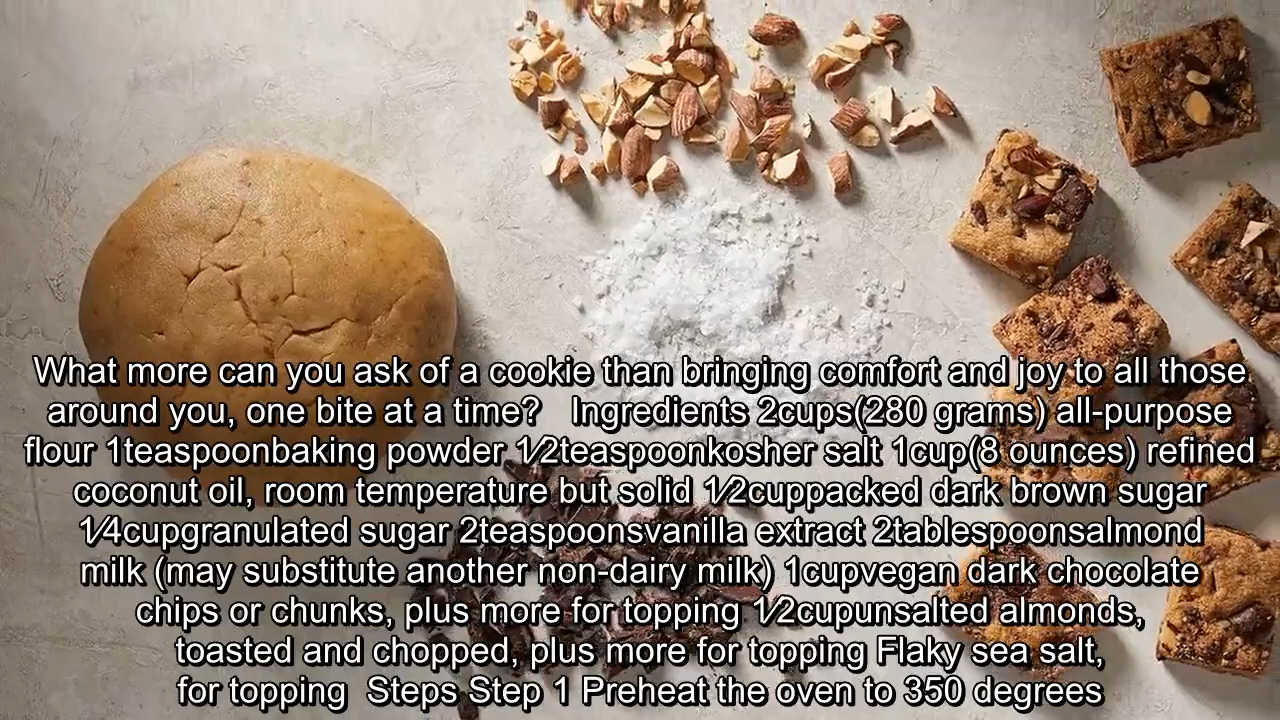 What more can you ask of a cookie than bringing comfort and joy to all those
around you, one bite at a time?   Ingredients 2cups(280 grams) all-purpose
flour 1teaspoonbaking powder 1⁄2teaspoonkosher salt 1cup(8 ounces) refined
coconut oil, room temperature but solid 1⁄2cuppacked dark brown sugar
1⁄4cupgranulated sugar 2teaspoonsvanilla extract 2tablespoonsalmond
milk (may substitute another non-dairy milk) 1cupvegan dark chocolate
chips or chunks, plus more for topping 1⁄2cupunsalted almonds,
toasted and chopped, plus more for topping Flaky sea salt,
for topping  Steps Step 1 Preheat the oven to 350 degrees